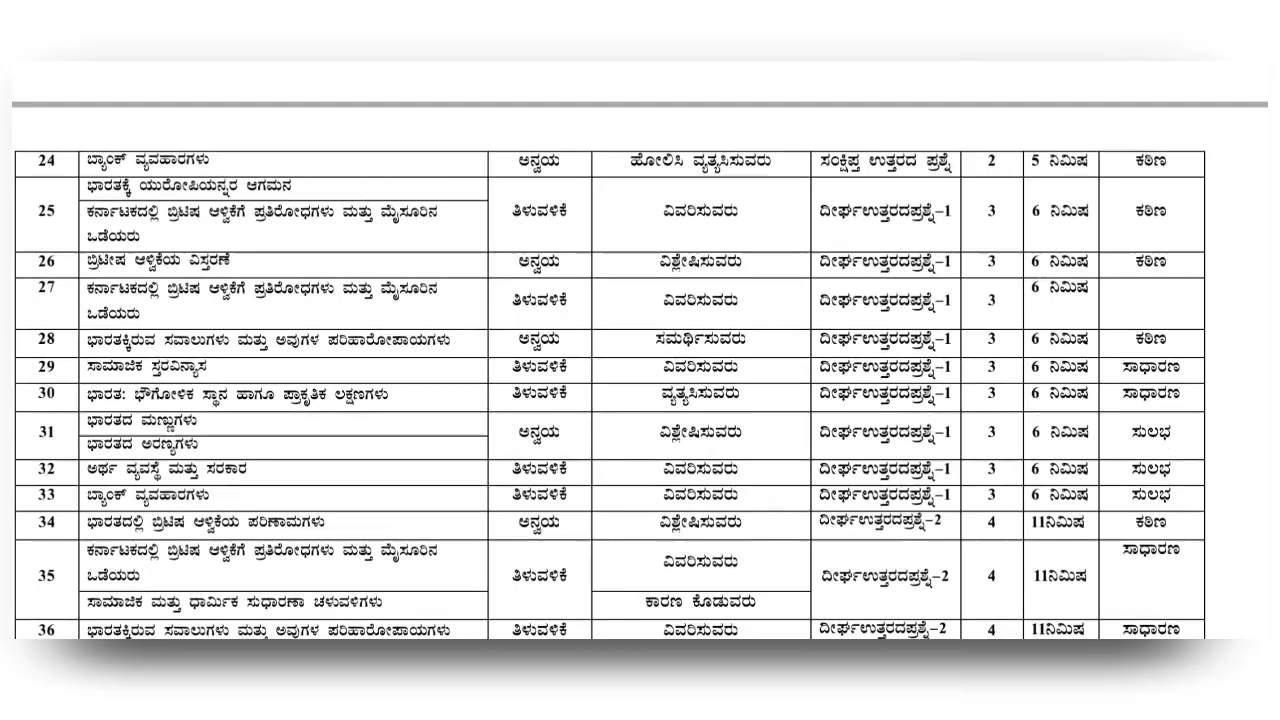 24 ಬ್ಯಾಂಕ್ ವ್ಯವಹಾರಗಳು ಅನ್ವಯ ಹೋಲಿಸಿ ವ್ಯತ್ಯಸಿಸುವರು ಸಂಕ್ಷಿಪ್ತ ಉತ್ತರದ ಪ್ರಶ್ನೆ 2 5 ನಿಮಿಷ ಕಠಿಣ
ಭಾರತಕ್ಕೆ ಯುರೋಪಿಯನ್ನರ ಆಗಮನ
25 ಕರ್ನಾಟಕದಲ್ಲಿ ಬ್ರಿಟಿಷ ಆಳ್ವಿಕೆಗೆ ಪ್ರತಿರೋಧಗಳು ಮತ್ತು ಮೈಸೂರಿನ ತಿಳುವಳಿಕೆ ವಿವರಿಸುವರು ದೀರ್ಘಉತ್ತರದಪ್ರಶ್ನೆ-1 3 6 ನಿಮಿಷ ಕಠಿಣ
ಒಡೆಯರು
26 ಬ್ರಿಟೀಷ ಆಳ್ವಿಕೆಯ ವಿಸ್ತರಣೆ ಅನ್ವಯ ವಿಶ್ಲೇಷಿಸುವರು ದೀರ್ಘಉತ್ತರದಪ್ರಶ್ನೆ-1 3 6 ನಿಮಿಷ ಕಠಿಣ
27 ಕರ್ನಾಟಕದಲ್ಲಿ ಬ್ರಿಟಿಷ ಆಳ್ವಿಕೆಗೆ ಪ್ರತಿರೋಧಗಳು ಮತ್ತು ಮೈಸೂರಿನ 6 ನಿಮಿಷ
ಒಡೆಯರು ತಿಳುವಳಿಕೆ ವಿವರಿಸುವರು ದೀರ್ಘಉತ್ತರದಪ್ರಶ್ನೆ-1 3
28 ಭಾರತಕ್ಕಿರುವ ಸವಾಲುಗಳು ಮತ್ತು ಅವುಗಳ ಪರಿಹಾರೋಪಾಯಗಳು ಅನ್ವಯ ಸಮರ್ಥಿಸುವರು ದೀರ್ಘಉತ್ತರದಪ್ರಶ್ನೆ-1 3 6 ನಿಮಿಷ ಕಠಿಣ
29 ಸಾಮಾಜಿಕ ಸ್ತರವಿನ್ಯಾಸ ತಿಳುವಳಿಕೆ ವಿವರಿಸುವರು ದೀರ್ಘಉತ್ತರದಪ್ರಶ್ನೆ-1 3 6 ನಿಮಿಷ ಸಾಧಾರಣ
30 ಭಾರತ: ಭೌಗೋಳಿಕ ಸ್ಥಾನ ಹಾಗೂ ಪ್ರಾಕೃತಿಕ ಲಕ್ಷಣಗಳು ತಿಳುವಳಿಕೆ ವ್ಯತ್ಯಸಿಸುವರು ದೀರ್ಘಉತ್ತರದಪ್ರಶ್ನೆ-1 3 6 ನಿಮಿಷ ಸಾಧಾರಣ
ಭಾರತದ ಮಣ್ಣುಗಳು
31 ಭಾರತದ ಅರಣ್ಯಗಳು ಅನ್ವಯ ವಿಶ್ಲೇಷಿಸುವರು ದೀರ್ಘಉತ್ತರದಪ್ರಶ್ನೆ-1 3 6 ನಿಮಿಷ ಸುಲಭ
32 ಅರ್ಥ ವ್ಯವಸ್ಥೆ ಮತ್ತು ಸರಕಾರ ತಿಳುವಳಿಕೆ ವಿವರಿಸುವರು ದೀರ್ಘಉತ್ತರದಪ್ರಶ್ನೆ-1 3 6 ನಿಮಿಷ ಸುಲಭ
33 ಬ್ಯಾಂಕ್ ವ್ಯವಹಾರಗಳು ತಿಳುವಳಿಕೆ ವಿವರಿಸುವರು ದೀರ್ಘಉತ್ತರದಪ್ರಶ್ನೆ-1 3 6 ನಿಮಿಷ ಸುಲಭ
34 ಭಾರತದಲ್ಲಿ ಬ್ರಿಟಿಷ ಆಳ್ವಿಕೆಯ ಪರಿಣಾಮಗಳು ಅನ್ವಯ ವಿಶ್ಲೇಷಿಸುವರು ದೀರ್ಘಉತ್ತರದಪ್ರಶ್ನೆ-2 4 11ನಿಮಿಷ ಕಠಿಣ
ಕರ್ನಾಟಕದಲ್ಲಿ ಬ್ರಿಟಿಷ ಆಳ್ವಿಕೆಗೆ ಪ್ರತಿರೋಧಗಳು ಮತ್ತು ಮೈಸೂರಿನ ವಿವರಿಸುವರು ಸಾಧಾರಣ
35 ಒಡೆಯರು ತಿಳುವಳಿಕೆ ದೀರ್ಘಉತ್ತರದಪ್ರಶ್ನೆ-2 4 11ನಿಮಿಷ
ಸಾಮಾಜಿಕ ಮತ್ತು ಧಾರ್ಮಿಕ ಸುಧಾರಣಾ ಚಳುವಳಿಗಳು ಕಾರಣ ಕೊಡುವರು
36 ಭಾರತಕ್ಕಿರುವ ಸವಾಲುಗಳು ಮತ್ತು ಅವುಗಳ ಪರಿಹಾರೋಪಾಯಗಳು ತಿಳುವಳಿಕೆ ವಿವರಿಸುವರು ದೀರ್ಘಉತ್ತರದಪ್ರಶ್ನೆ-2 4 11ನಿಮಿಷ ಸಾಧಾರಣ